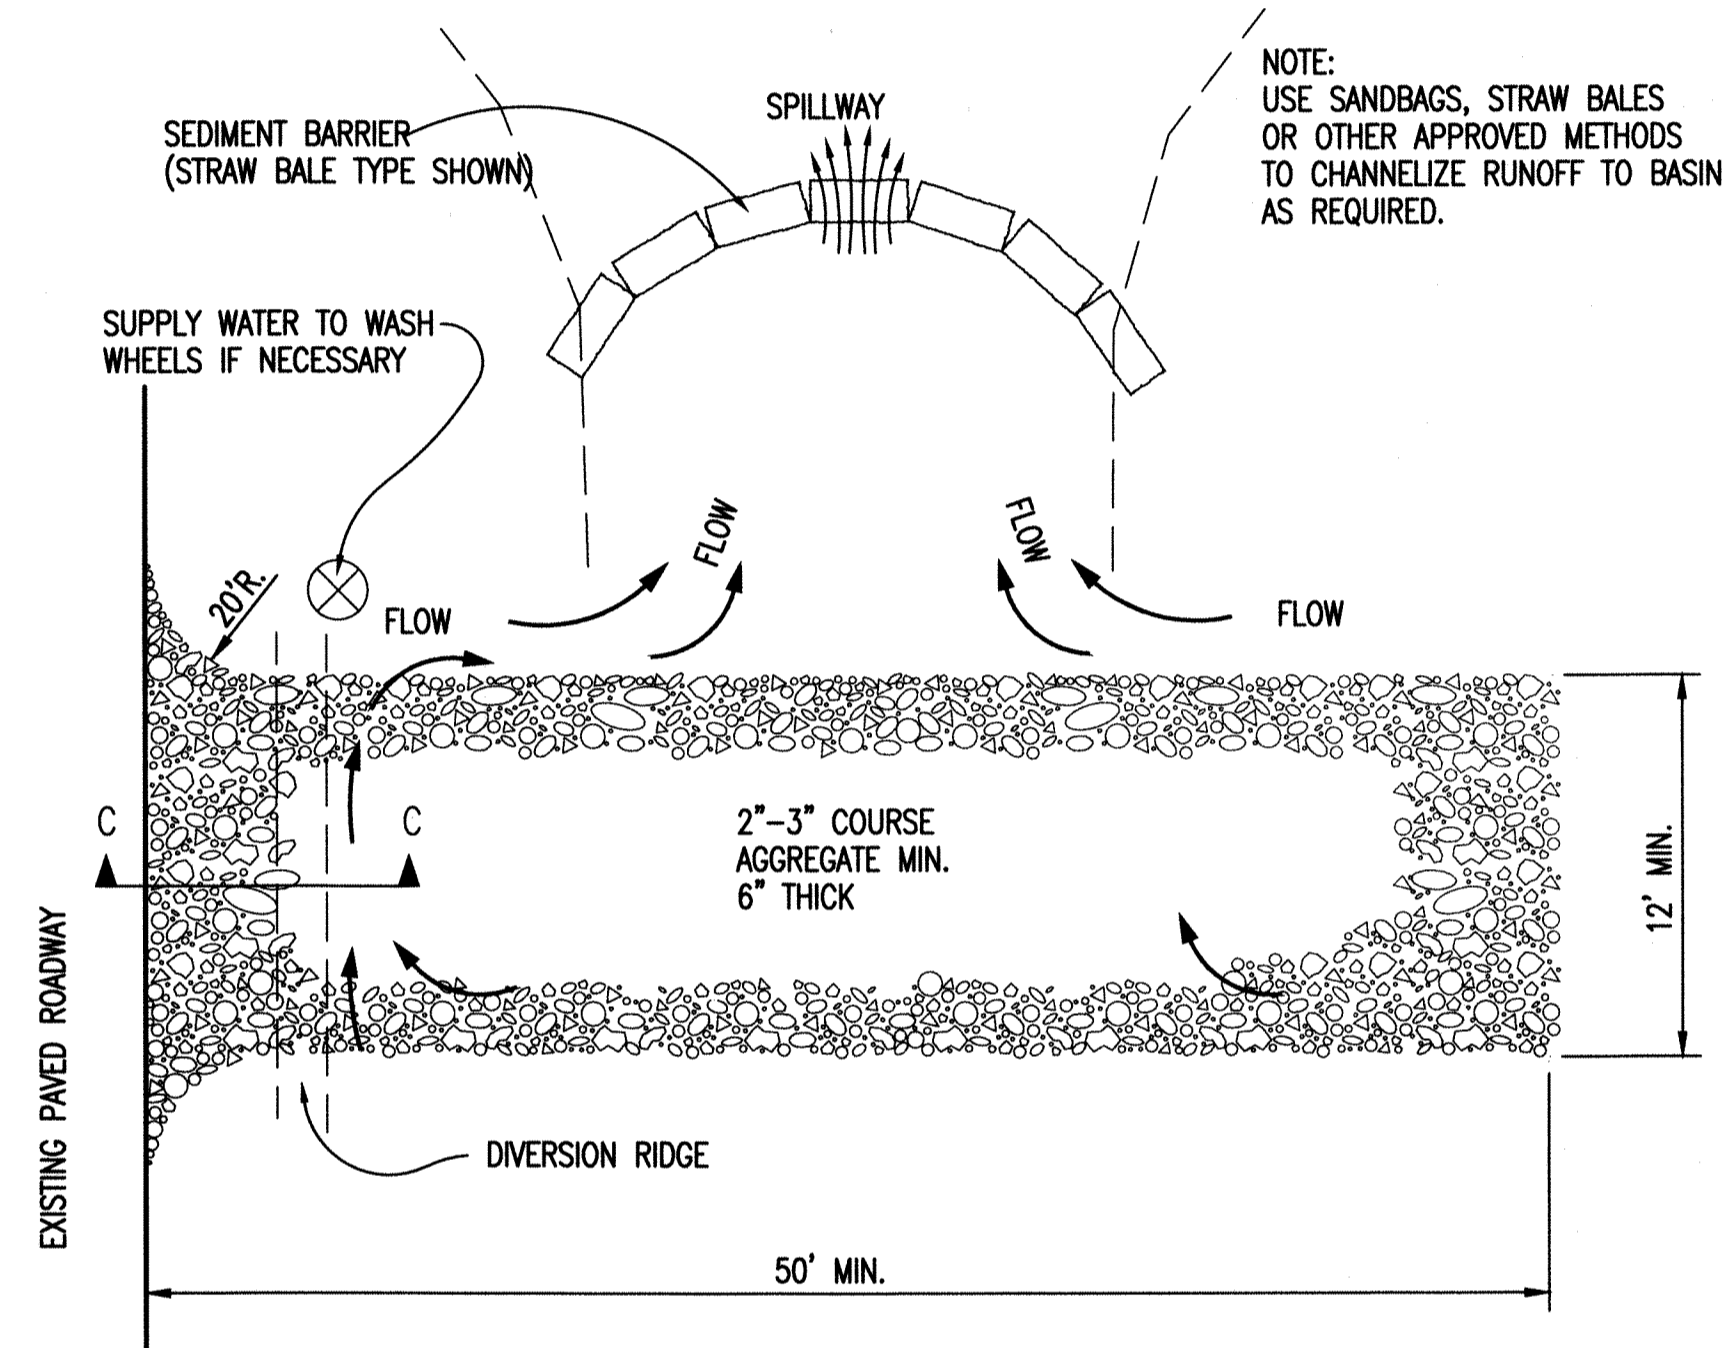 SPILLWAY
NOTE:
USE SANDBAGS, STRAW BALES
OR OTHER APPROVED METHODS
TO CHANNELIZE RUNOFF TO BASIN
AS REQUIRED.
SEDIMENT BARRIER
(STRAW BALE TYPE SHOWN)
SUPPLY WATER TO WASH
WHEELS IF NECESSARY
20'R.
FLOW
FLOW
FLOW
FLOW
C
C
2"-3" COURSE
AGGREGATE MIN.
6" THICK
12' MIN.
EXISTING PAVED ROADWAY
DIVERSION RIDGE
50' MIN.